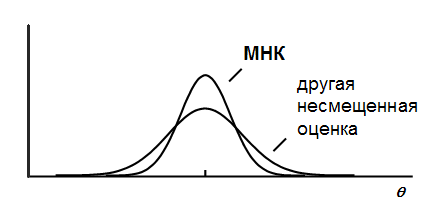 МНК
другая
несмещенная
оценка
θ